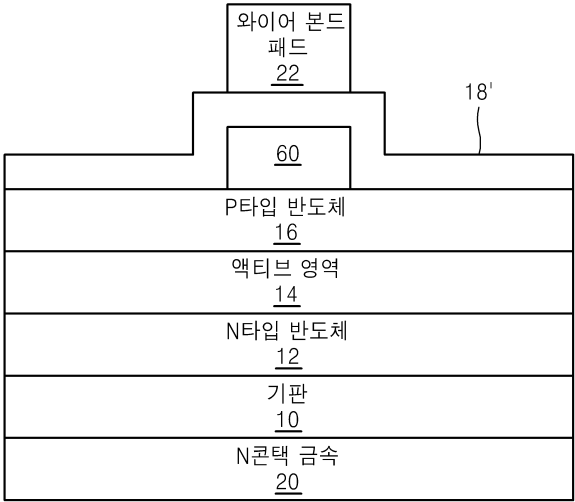 와이어 본드
패드
22
18'
60
P타입 반도체
16
액티브 영역
14
N타입 반도체
12
기판
10
N콘택 금속
20